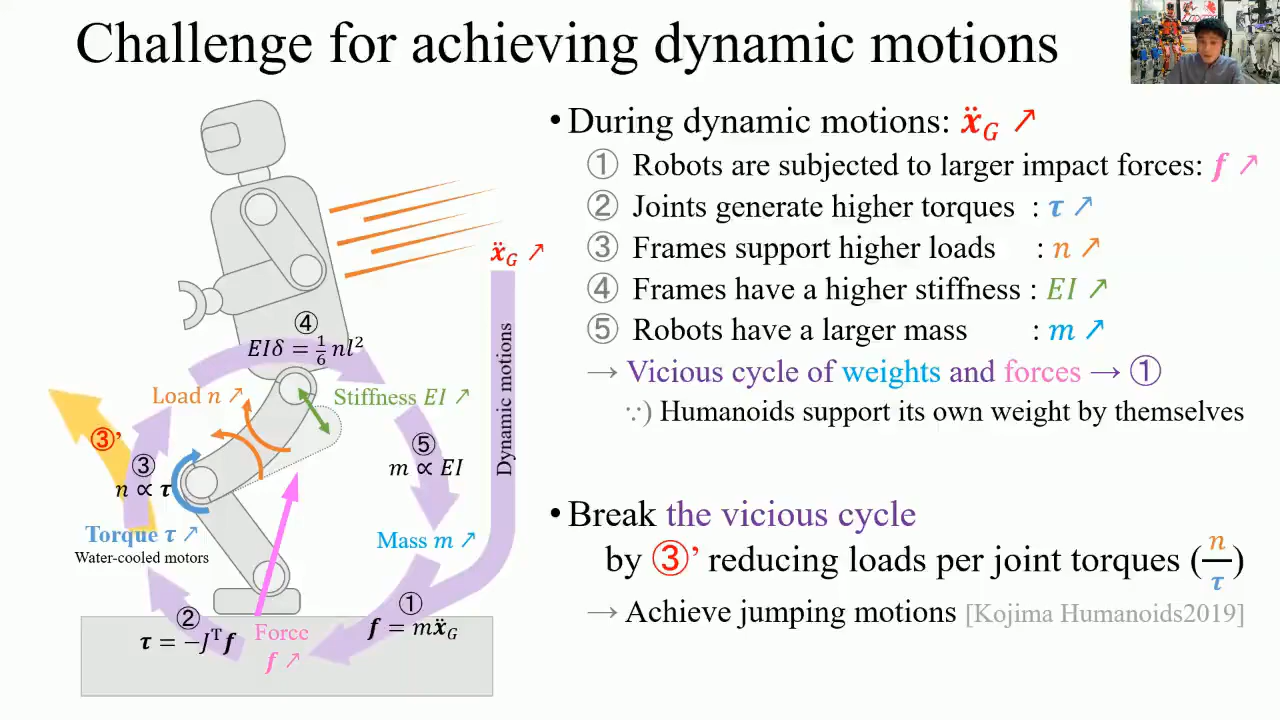 Challenge for achieving dynamic motions
• During dynamic motions: ẍ_G ↗
① Robots are subjected to larger impact forces: f ↗
② Joints generate higher torques : τ ↗
③ Frames support higher loads : n ↗
④ Frames have a higher stiffness : EI ↗
⑤ Robots have a larger mass : m ↗
→ Vicious cycle of weights and forces → ①
∵) Humanoids support its own weight by themselves
• Break the vicious cycle
by ③’ reducing loads per joint torques (n/τ)
→ Achieve jumping motions [Kojima Humanoids2019]
ẍ_G ↗
Dynamic motions
④
EIδ = 1/6 nl²
Load n ↗
Stiffness EI ↗
③’
③
n ∝ τ
⑤
m ∝ EI
Torque τ ↗
Water-cooled motors
Mass m ↗
②
τ = −Jᵀf
Force
f ↗
①
f = mẍ_G